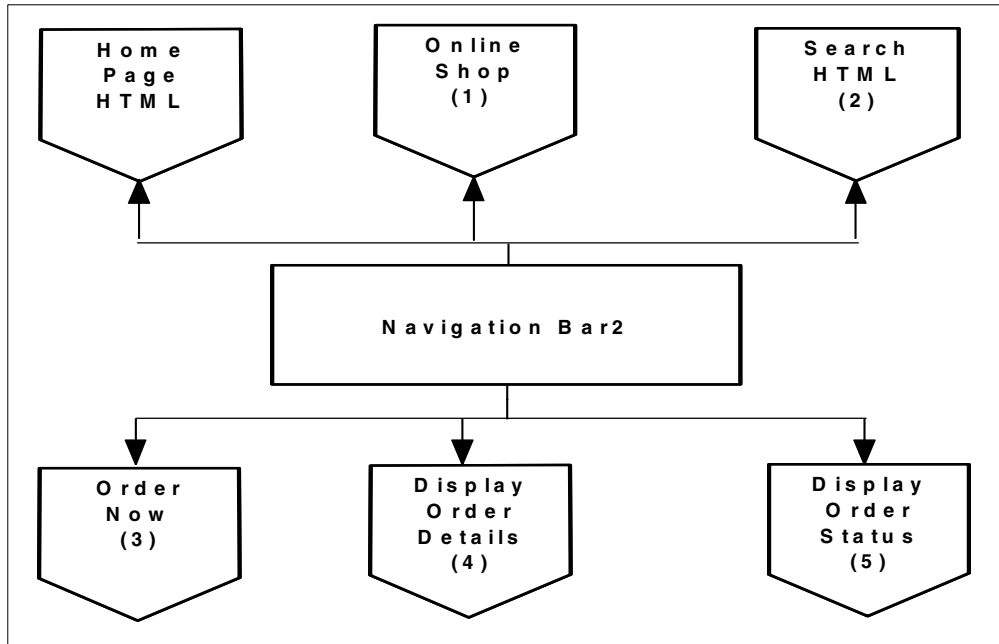 Home
Page
HTML
Online
Shop
(1)
Search
HTML
(2)
Navigation Bar2
Order
Now
(3)
Display
Order
Details
(4)
Display
Order
Status
(5)